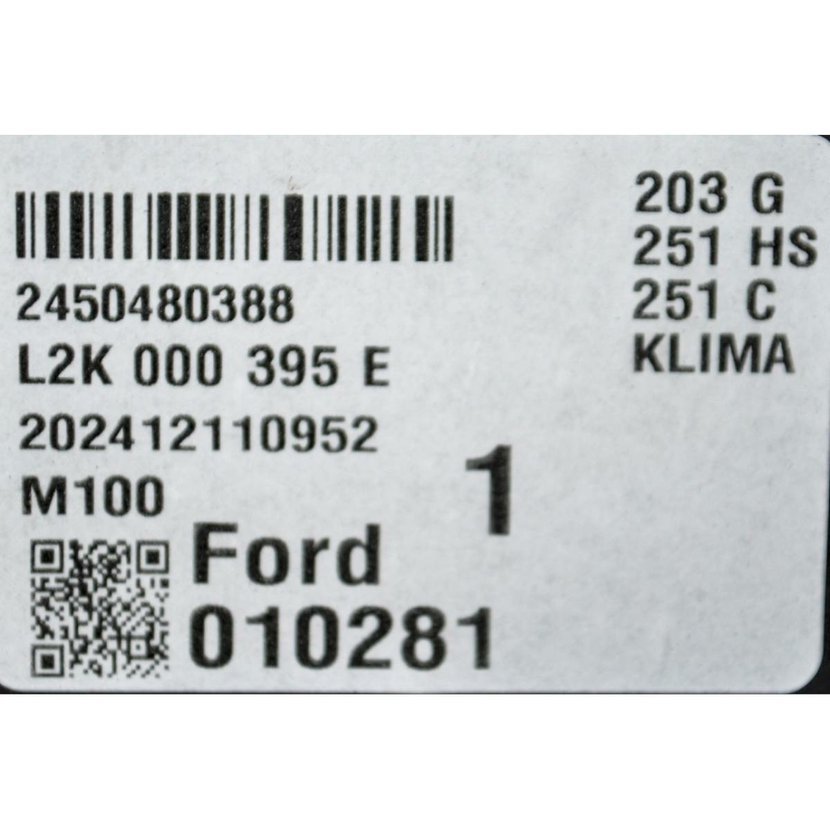 2450480388
L2K 000 395 E
202412110952
M100
1
Ford
010281
203 G
251 HS
251 C
KLIMA